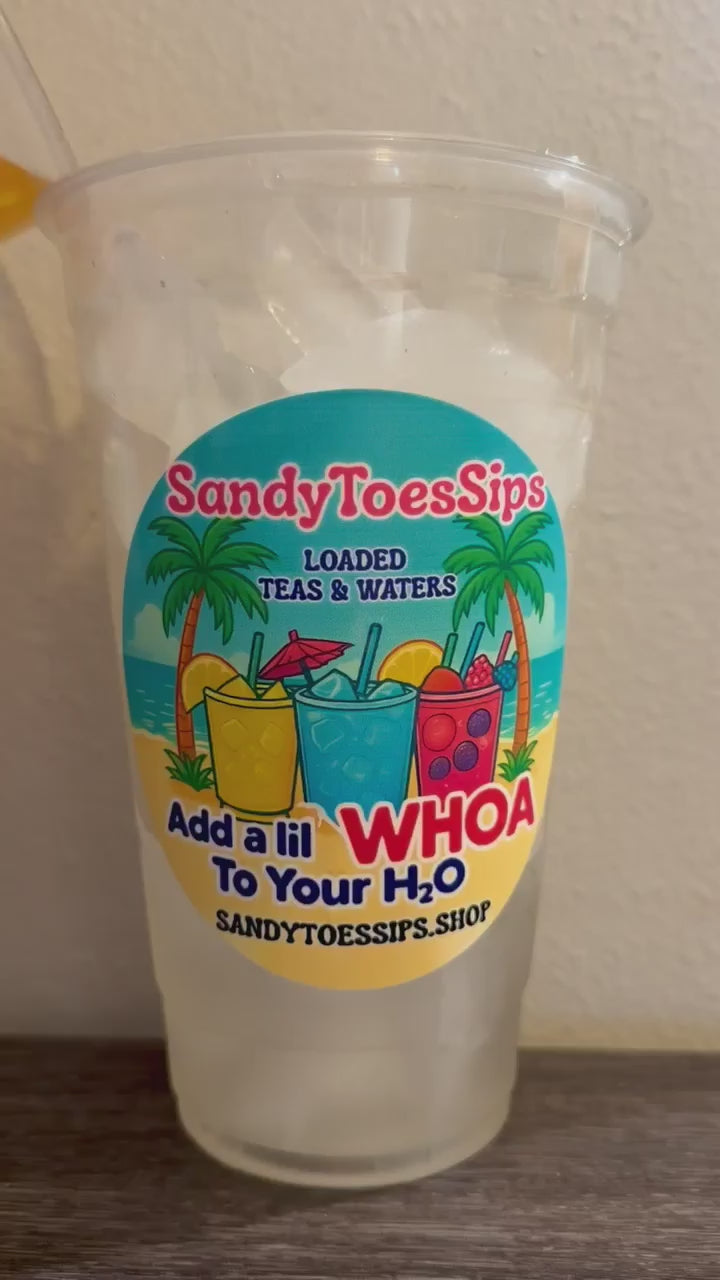 SandyToesSips
LOADED
TEAS & WATERS
Add a lil WHOA
To Your H₂O
SANDYTOESSIPS.SHOP